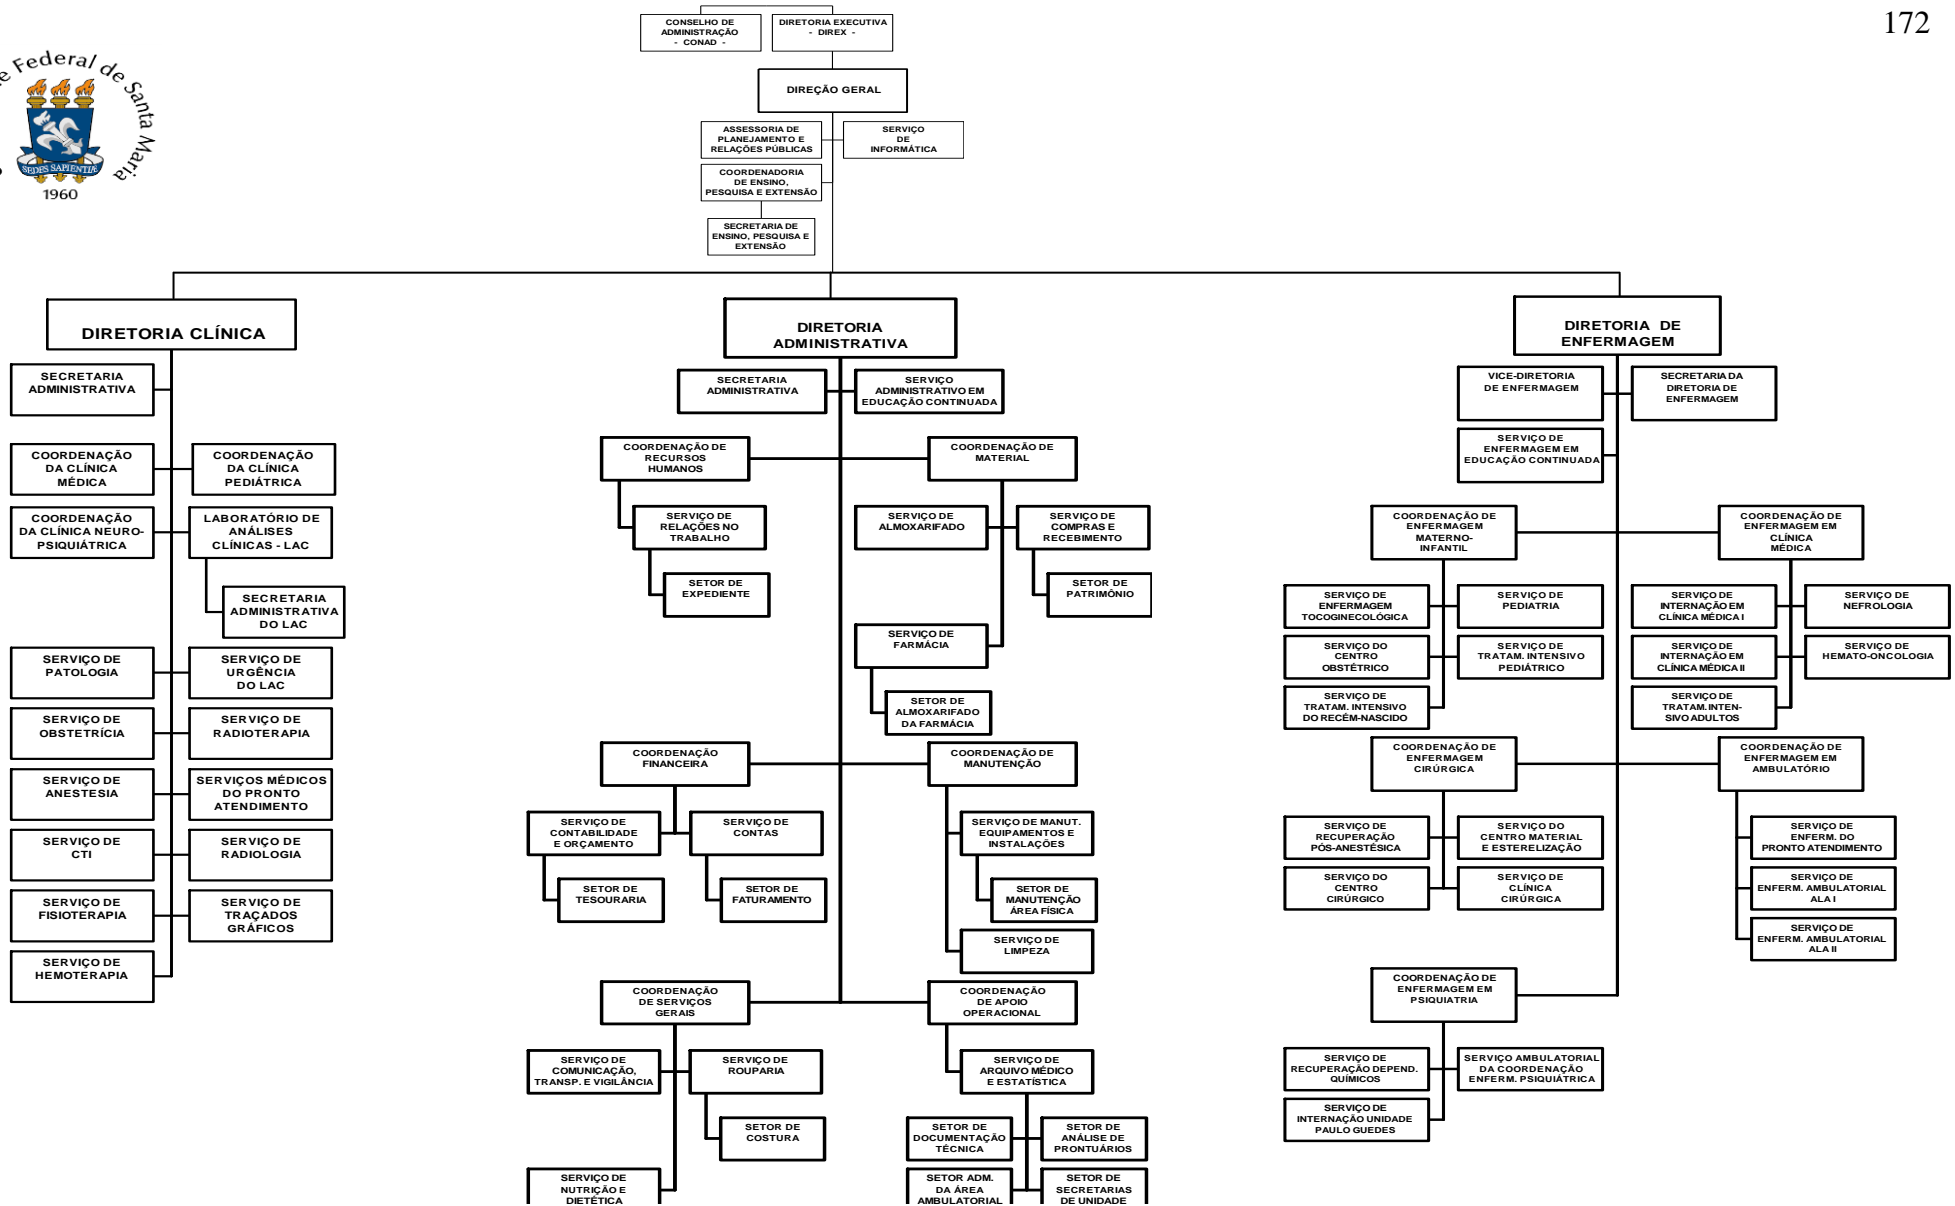 172
e Federal de Santa Maria
SEDES SAPIENTIÆ
1960
CONSELHO DE
ADMINISTRAÇÃO
- CONAD -
DIRETORIA EXECUTIVA
- DIREX -
DIREÇÃO GERAL
ASSESSORIA DE
PLANEJAMENTO E
RELAÇÕES PÚBLICAS
SERVIÇO
DE
INFORMÁTICA
COORDENADORIA
DE ENSINO,
PESQUISA E EXTENSÃO
SECRETARIA DE
ENSINO, PESQUISA E
EXTENSÃO
DIRETORIA CLÍNICA
SECRETARIA
ADMINISTRATIVA
COORDENAÇÃO
DA CLÍNICA
MÉDICA
COORDENAÇÃO
DA CLÍNICA
PEDIÁTRICA
COORDENAÇÃO
DA CLÍNICA NEURO-
PSIQUIÁTRICA
LABORATÓRIO DE
ANÁLISES
CLÍNICAS - LAC
SECRETARIA
ADMINISTRATIVA
DO LAC
SERVIÇO DE
PATOLOGIA
SERVIÇO DE
URGÊNCIA
DO LAC
SERVIÇO DE
OBSTETRÍCIA
SERVIÇO DE
RADIOTERAPIA
SERVIÇO DE
ANESTESIA
SERVIÇOS MÉDICOS
DO PRONTO
ATENDIMENTO
SERVIÇO DE
CTI
SERVIÇO DE
RADIOLOGIA
SERVIÇO DE
FISIOTERAPIA
SERVIÇO DE
TRAÇADOS
GRÁFICOS
SERVIÇO DE
HEMOTERAPIA
DIRETORIA
ADMINISTRATIVA
SECRETARIA
ADMINISTRATIVA
SERVIÇO
ADMINISTRATIVO EM
EDUCAÇÃO CONTINUADA
COORDENAÇÃO DE
RECURSOS
HUMANOS
COORDENAÇÃO DE
MATERIAL
SERVIÇO DE
RELAÇÕES NO
TRABALHO
SETOR DE
EXPEDIENTE
SERVIÇO DE
ALMOXARIFADO
SERVIÇO DE
COMPRAS E
RECEBIMENTO
SETOR DE
PATRIMÔNIO
SERVIÇO DE
FARMÁCIA
SETOR DE
ALMOXARIFADO
DA FARMÁCIA
COORDENAÇÃO
FINANCEIRA
COORDENAÇÃO DE
MANUTENÇÃO
SERVIÇO DE
CONTABILIDADE
E ORÇAMENTO
SERVIÇO DE
CONTAS
SETOR DE
TESOURARIA
SETOR DE
FATURAMENTO
SERVIÇO DE MANUT.
EQUIPAMENTOS E
INSTALAÇÕES
SETOR DE
MANUTENÇÃO
ÁREA FÍSICA
SERVIÇO DE
LIMPEZA
COORDENAÇÃO
DE SERVIÇOS
GERAIS
COORDENAÇÃO
DE APOIO
OPERACIONAL
SERVIÇO DE
COMUNICAÇÃO,
TRANSP. E VIGILÂNCIA
SERVIÇO DE
ROUPARIA
SETOR DE
COSTURA
SERVIÇO DE
NUTRIÇÃO E
DIETÉTICA
SERVIÇO DE
ARQUIVO MÉDICO
E ESTATÍSTICA
SETOR DE
DOCUMENTAÇÃO
TÉCNICA
SETOR DE
ANÁLISE DE
PRONTUÁRIOS
SETOR ADM.
DA ÁREA
AMBULATORIAL
SETOR DE
SECRETARIAS
DE UNIDADE
DIRETORIA DE
ENFERMAGEM
VICE-DIRETORIA
DE ENFERMAGEM
SECRETARIA DA
DIRETORIA DE
ENFERMAGEM
SERVIÇO DE
ENFERMAGEM EM
EDUCAÇÃO CONTINUADA
COORDENAÇÃO DE
ENFERMAGEM
MATERNO-
INFANTIL
COORDENAÇÃO DE
ENFERMAGEM EM
CLÍNICA
MÉDICA
SERVIÇO DE
ENFERMAGEM
TOCOGINECOLÓGICA
SERVIÇO DE
PEDIATRIA
SERVIÇO DO
CENTRO
OBSTÉTRICO
SERVIÇO DE
TRATAM. INTENSIVO
PEDIÁTRICO
SERVIÇO DE
TRATAM. INTENSIVO
DO RECÉM-NASCIDO
SERVIÇO DE
INTERNAÇÃO EM
CLÍNICA MÉDICA I
SERVIÇO DE
NEFROLOGIA
SERVIÇO DE
INTERNAÇÃO EM
CLÍNICA MÉDICA II
SERVIÇO DE
HEMATO-ONCOLOGIA
SERVIÇO DE
TRATAM. INTEN-
SIVO ADULTOS
COORDENAÇÃO DE
ENFERMAGEM
CIRÚRGICA
COORDENAÇÃO DE
ENFERMAGEM EM
AMBULATÓRIO
SERVIÇO DE
RECUPERAÇÃO
PÓS-ANESTÉSICA
SERVIÇO DO
CENTRO MATERIAL
E ESTERELIZAÇÃO
SERVIÇO DO
CENTRO
CIRÚRGICO
SERVIÇO DE
CLÍNICA
CIRÚRGICA
SERVIÇO DE
ENFERM. DO
PRONTO ATENDIMENTO
SERVIÇO DE
ENFERM. AMBULATORIAL
ALA I
SERVIÇO DE
ENFERM. AMBULATORIAL
ALA II
COORDENAÇÃO DE
ENFERMAGEM EM
PSIQUIATRIA
SERVIÇO DE
RECUPERAÇÃO DEPEND.
QUÍMICOS
SERVIÇO AMBULATORIAL
DA COORDENAÇÃO
ENFERM. PSIQUIÁTRICA
SERVIÇO DE
INTERNAÇÃO UNIDADE
PAULO GUEDES